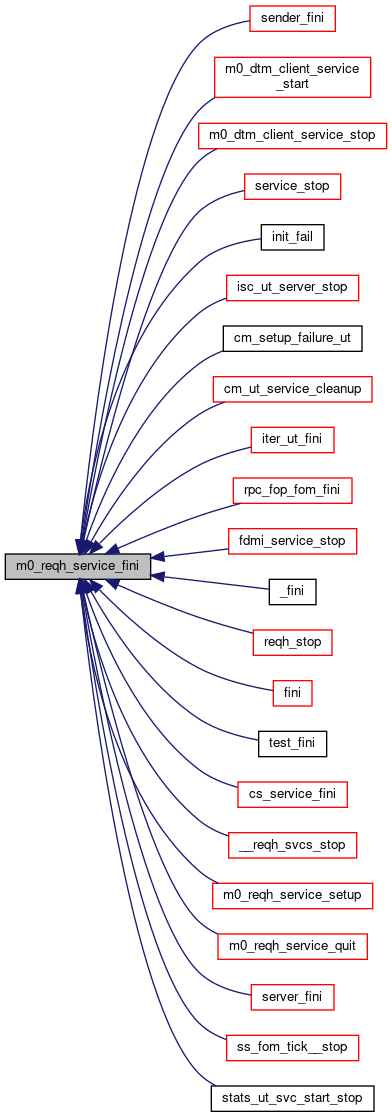 sender_fini
m0_dtm_client_service
_start
m0_dtm_client_service_stop
service_stop
init_fail
isc_ut_server_stop
cm_setup_failure_ut
cm_ut_service_cleanup
iter_ut_fini
rpc_fop_fom_fini
fdmi_service_stop
m0_reqh_service_fini
_fini
reqh_stop
fini
test_fini
cs_service_fini
__reqh_svcs_stop
m0_reqh_service_setup
m0_reqh_service_quit
server_fini
ss_fom_tick__stop
stats_ut_svc_start_stop